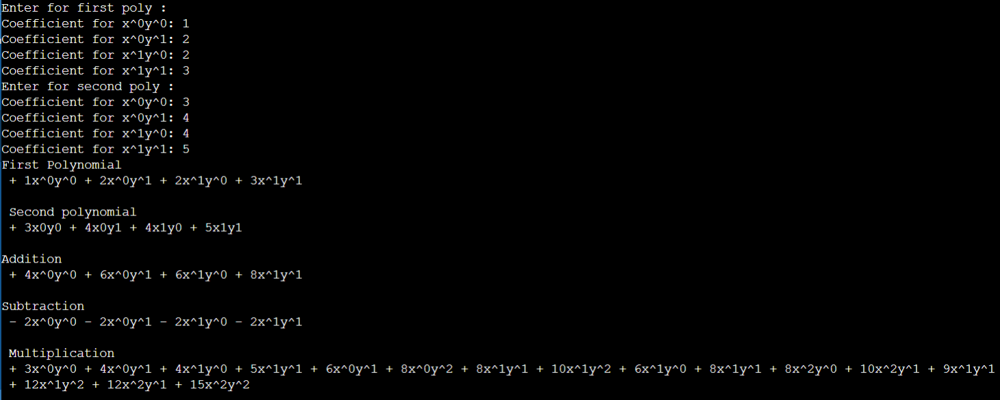 Enter for first poly :
Coefficient for x^0y^0: 1
Coefficient for x^0y^1: 2
Coefficient for x^1y^0: 2
Coefficient for x^1y^1: 3
Enter for second poly :
Coefficient for x^0y^0: 3
Coefficient for x^0y^1: 4
Coefficient for x^1y^0: 4
Coefficient for x^1y^1: 5
First Polynomial
 + 1x^0y^0 + 2x^0y^1 + 2x^1y^0 + 3x^1y^1
 Second polynomial
 + 3x0y0 + 4x0y1 + 4x1y0 + 5x1y1
Addition
 + 4x^0y^0 + 6x^0y^1 + 6x^1y^0 + 8x^1y^1
Subtraction
 - 2x^0y^0 - 2x^0y^1 - 2x^1y^0 - 2x^1y^1
 Multiplication
 + 3x^0y^0 + 4x^0y^1 + 4x^1y^0 + 5x^1y^1 + 6x^0y^1 + 8x^0y^2 + 8x^1y^1 + 10x^1y^2 + 6x^1y^0 + 8x^1y^1 + 8x^2y^0 + 10x^2y^1 + 9x^1y^1
 + 12x^1y^2 + 12x^2y^1 + 15x^2y^2